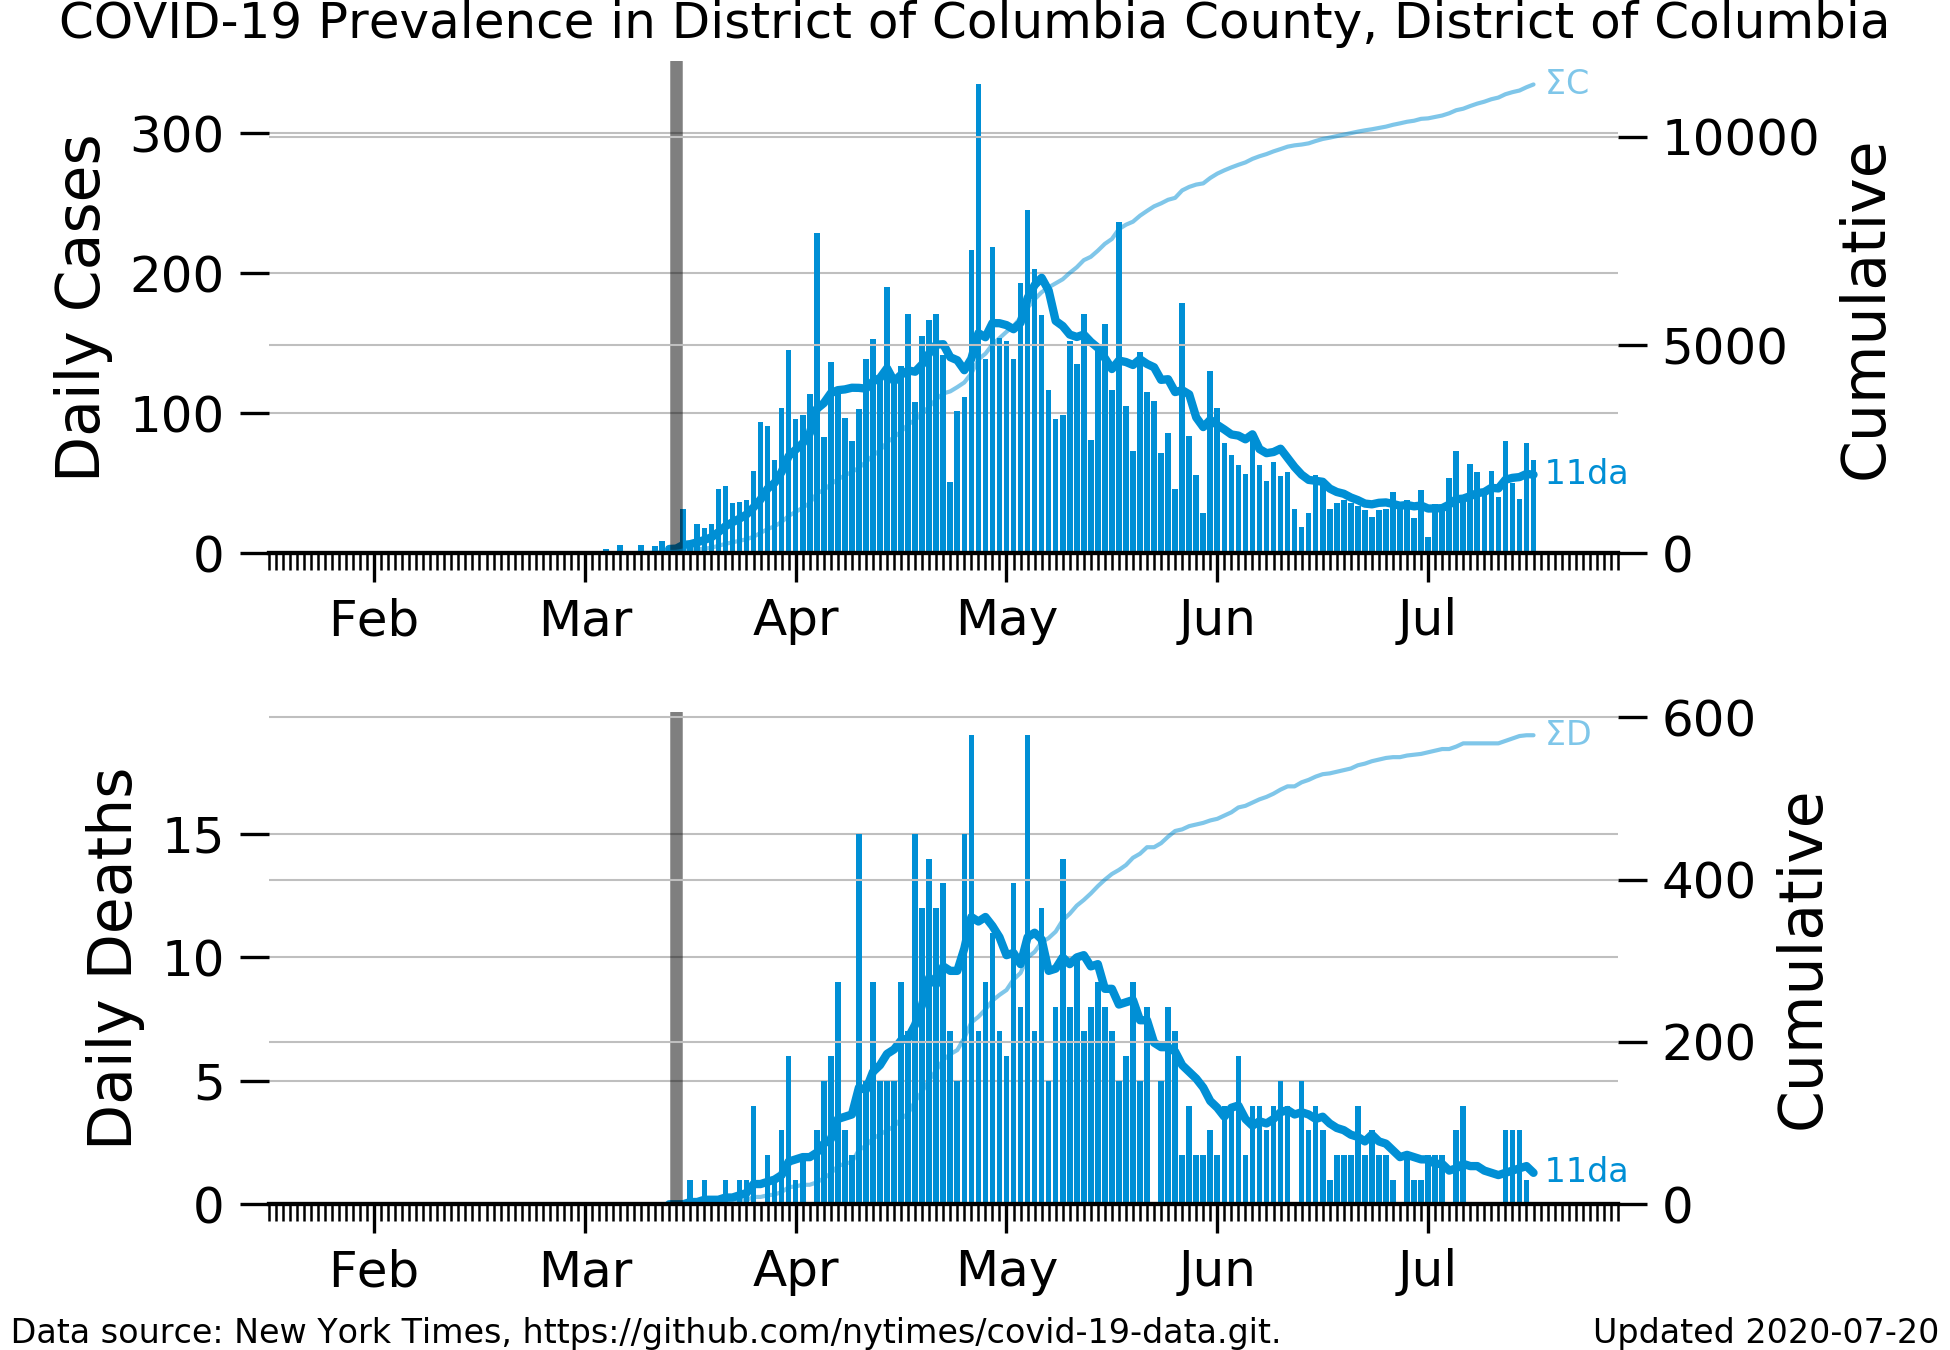 COVID-19 Prevalence in District of Columbia County, District of Columbia
Daily Cases
300
200
100
0
ΣC
11da
10000
5000
0
Cumulative
Feb Mar Apr May Jun Jul
Daily Deaths
15
10
5
0
ΣD
11da
600
400
200
0
Cumulative
Feb Mar Apr May Jun Jul
Data source: New York Times, https://github.com/nytimes/covid-19-data.git.
Updated 2020-07-20